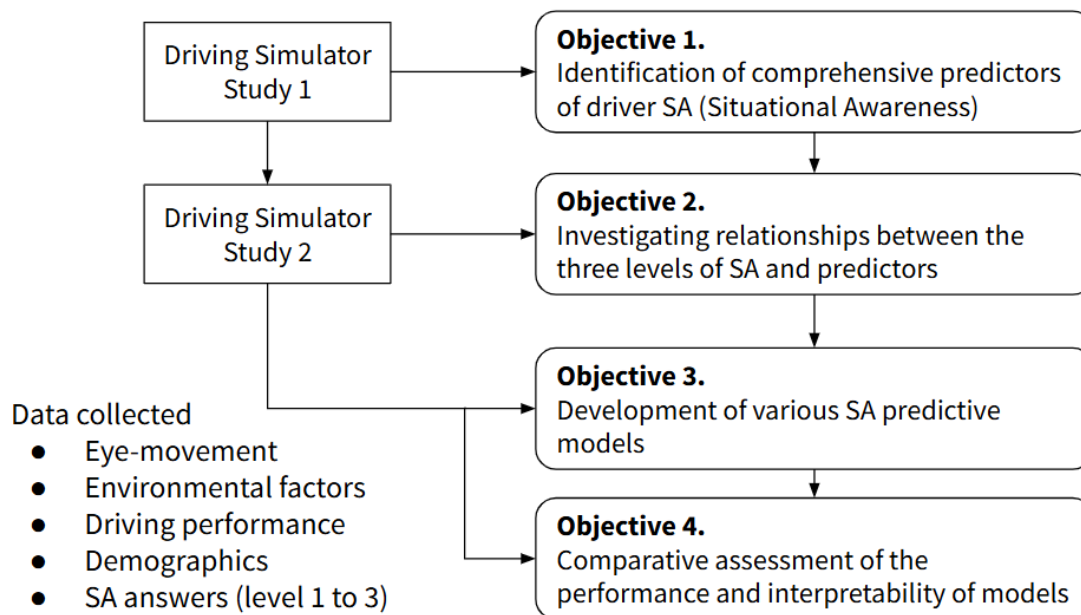 Driving Simulator
Study 1
Objective 1.
Identification of comprehensive predictors
of driver SA (Situational Awareness)
Driving Simulator
Study 2
Objective 2.
Investigating relationships between the
three levels of SA and predictors
Objective 3.
Development of various SA predictive
models
Data collected
● Eye-movement
● Environmental factors
● Driving performance
● Demographics
● SA answers (level 1 to 3)
Objective 4.
Comparative assessment of the
performance and interpretability of models